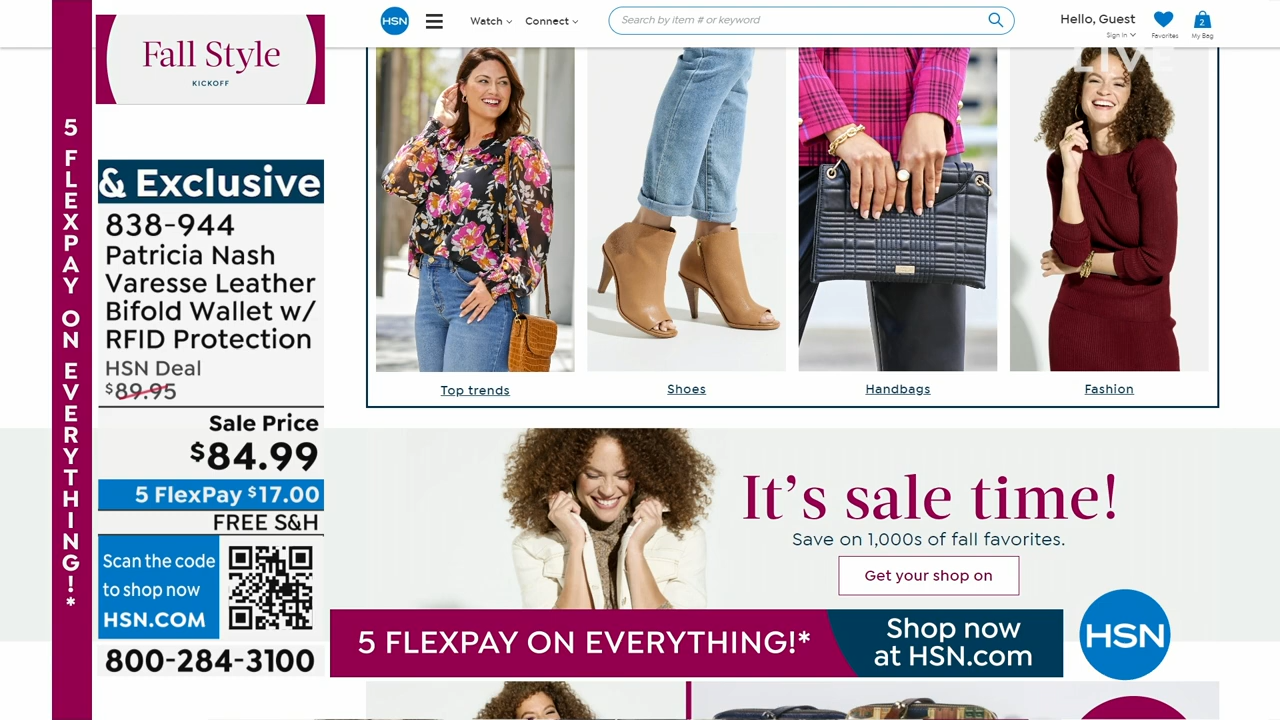 HSN
Watch
Connect
Search by item # or keyword
Hello, Guest
Sign In
Favorites
2
My Bag
LIVE
Fall Style
KICKOFF
5 FLEXPAY ON EVERYTHING!*
& Exclusive
838-944
Patricia Nash
Varesse Leather
Bifold Wallet w/
RFID Protection
HSN Deal
$89.95
Sale Price
$84.99
5 FlexPay $17.00
FREE S&H
Scan the code
to shop now
HSN.COM
800-284-3100
Top trends
Shoes
Handbags
Fashion
It's sale time!
Save on 1,000s of fall favorites.
Get your shop on
5 FLEXPAY ON EVERYTHING!*
Shop now
at HSN.com
HSN